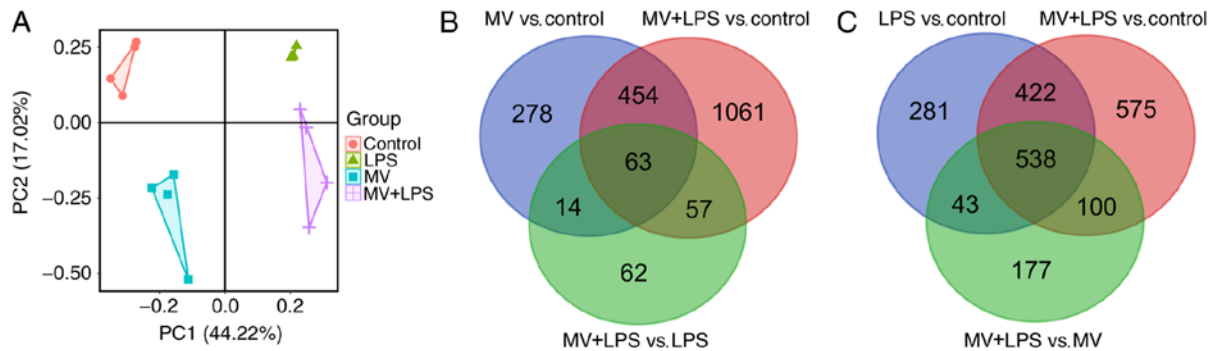 A
0.25
0.00
−0.25
−0.50
PC2 (17.02%)
−0.2
0.0
0.2
PC1 (44.22%)
Group
Control
LPS
MV
MV+LPS
B
MV vs.control
MV+LPS vs.control
278
454
1061
63
14
57
62
MV+LPS vs.LPS
C
LPS vs.control
MV+LPS vs.control
281
422
575
538
43
100
177
MV+LPS vs.MV